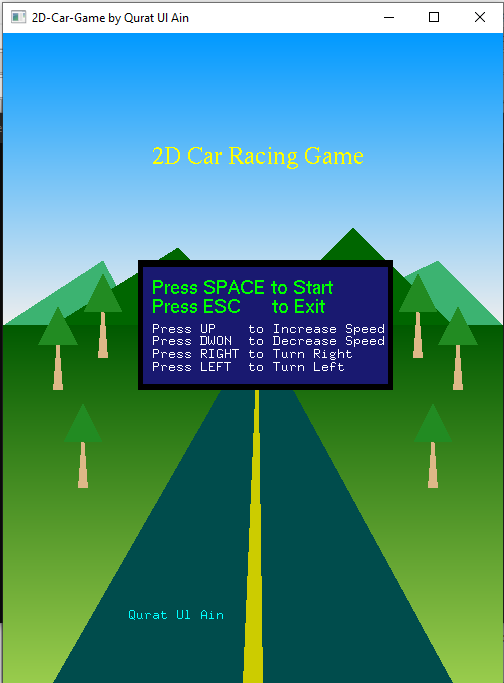 2D-Car-Game by Qurat Ul Ain
2D Car Racing Game
Press SPACE to Start
Press ESC to Exit
Press UP to Increase Speed
Press DWON to Decrease Speed
Press RIGHT to Turn Right
Press LEFT to Turn Left
Qurat Ul Ain